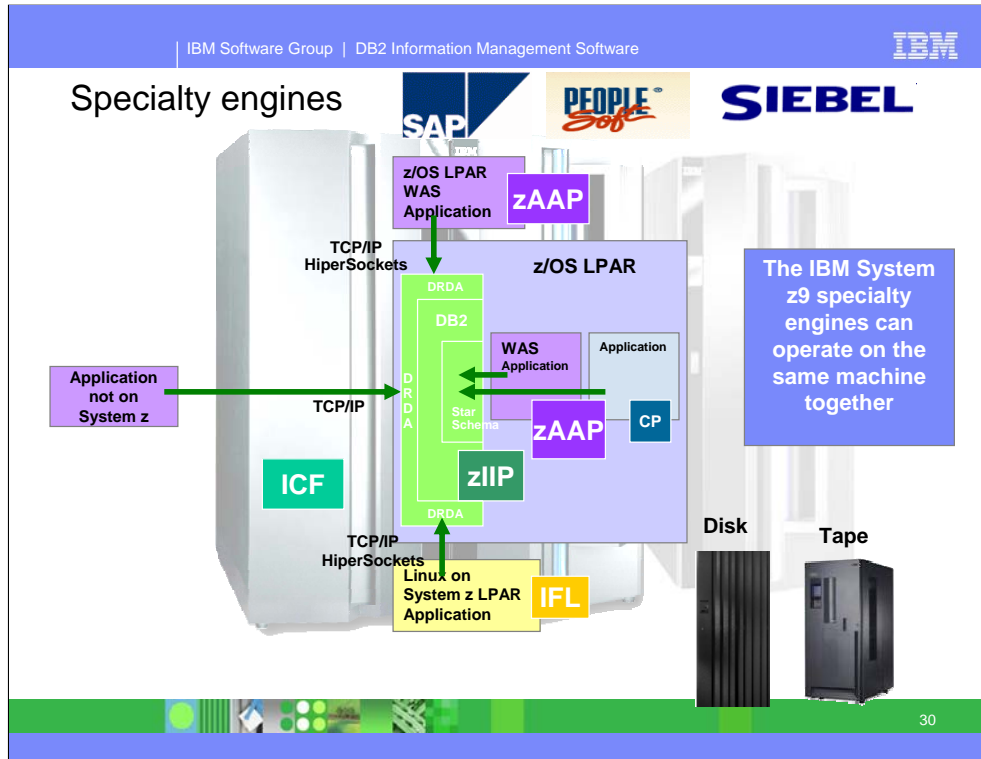 IBM Software Group | DB2 Information Management Software
IBM
Specialty engines
SAP
PEOPLE
Soft
SIEBEL
IBM
z/OS LPAR
WAS
Application
zAAP
TCP/IP
HiperSockets
z/OS LPAR
DRDA
DB2
WAS
Application
Application
The IBM System
z9 specialty
engines can
operate on the
same machine
together
Application
not on
System z
TCP/IP
D
R
D
A
Star
Schema
zAAP
CP
ICF
zIIP
DRDA
TCP/IP
HiperSockets
Linux on
System z LPAR
Application
IFL
Disk
Tape
30